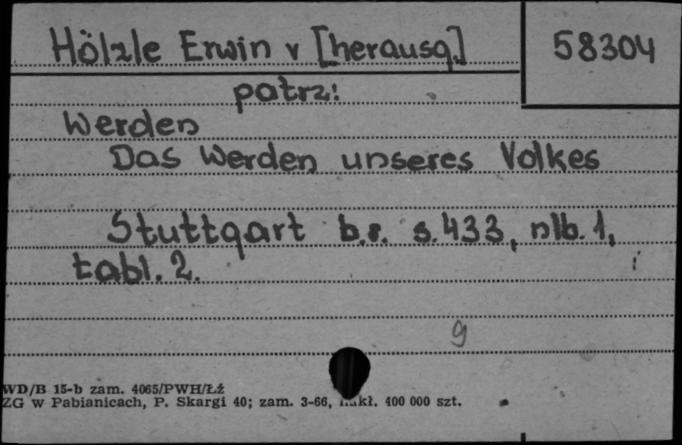 Hölzle Erwin v [herausg.]
58304
patrz:
Werden
Das Werden unseres Volkes
Stuttgart b.r. s. 433, nlb. 1,
tabl. 2.
9
WD/B 15-b zam. 4065/PWH/Łź
ZG w Pabianicach, P. Skargi 40; zam. 3-66, nakł. 400 000 szt.